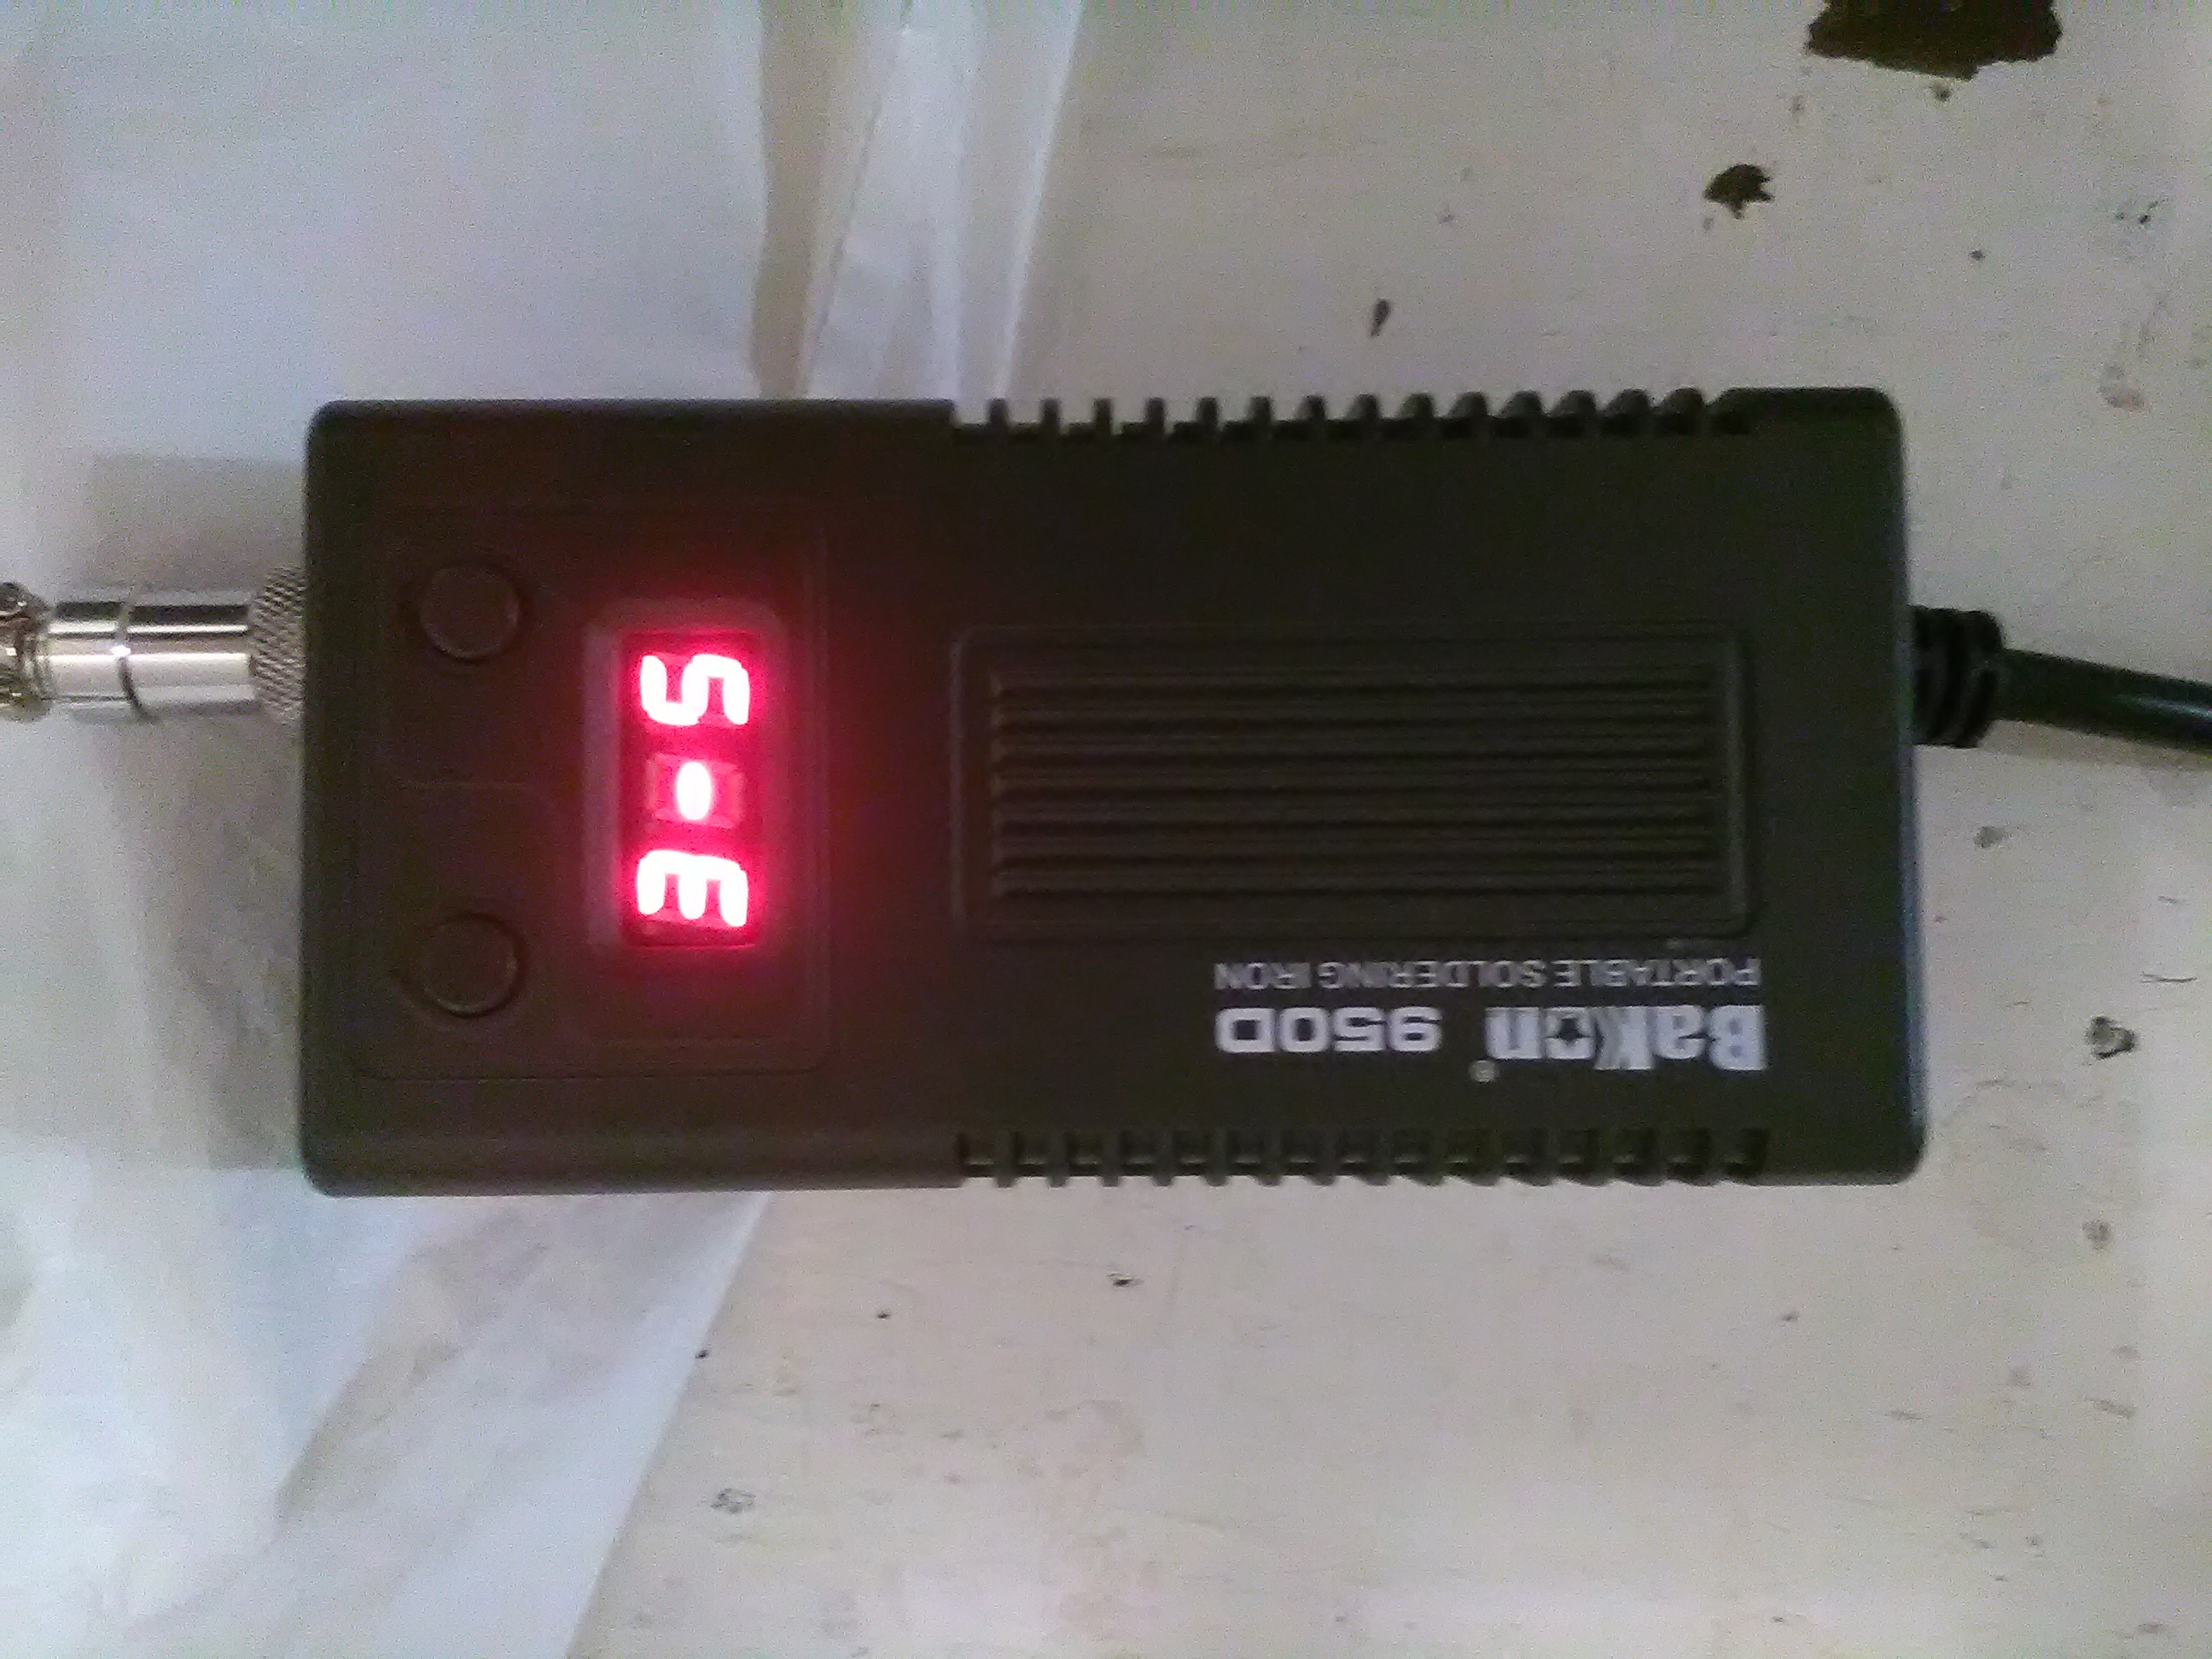 S-E
Bakon® 950D
PORTABLE SOLDERING IRON